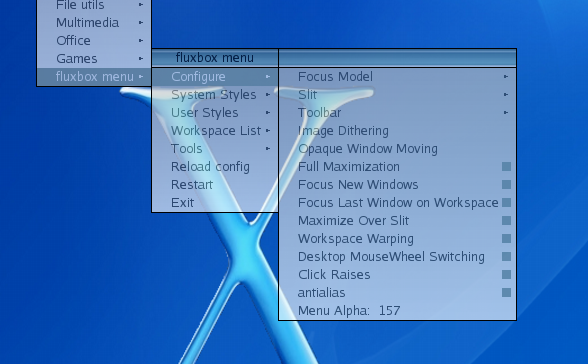 File utils
Multimedia
Office
Games
fluxbox menu
fluxbox menu
Configure
System Styles
User Styles
Workspace List
Tools
Reload config
Restart
Exit
Focus Model
Slit
Toolbar
Image Dithering
Opaque Window Moving
Full Maximization
Focus New Windows
Focus Last Window on Workspace
Maximize Over Slit
Workspace Warping
Desktop MouseWheel Switching
Click Raises
antialias
Menu Alpha: 157